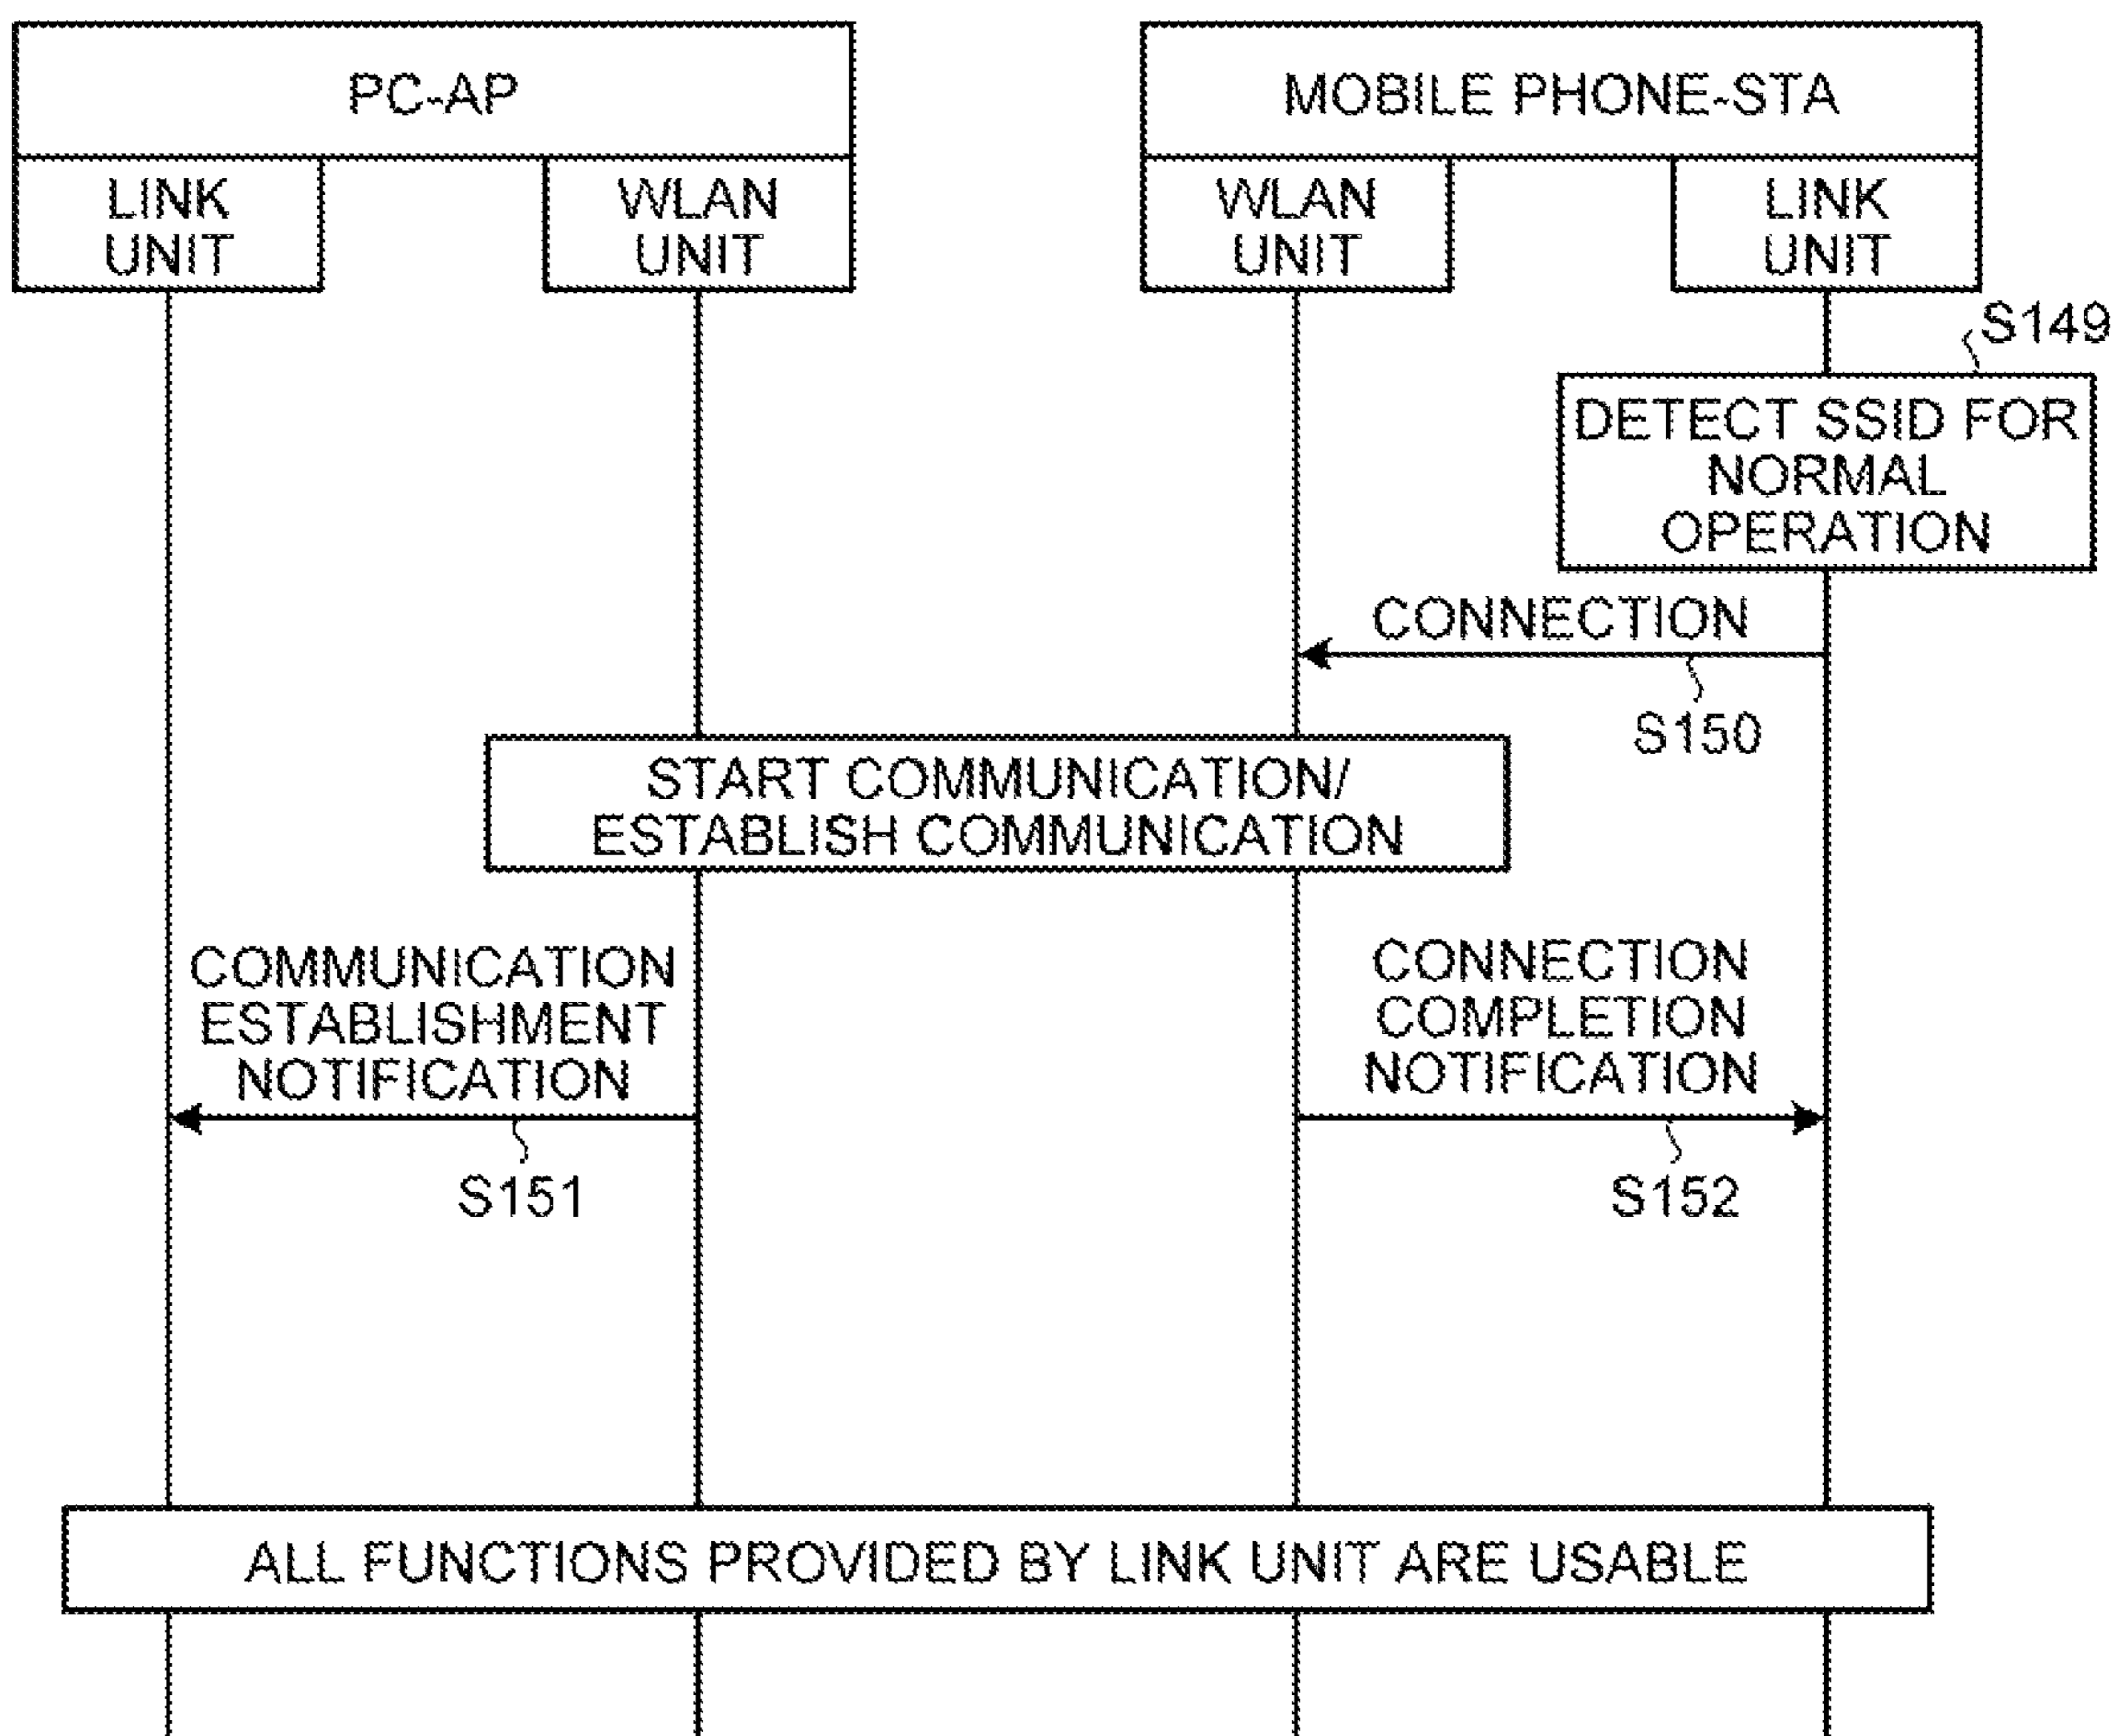 PC-AP
MOBILE PHONE-STA
LINK
UNIT
WLAN
UNIT
WLAN
UNIT
LINK
UNIT
S149
DETECT SSID FOR
NORMAL
OPERATION
CONNECTION
S150
START COMMUNICATION/
ESTABLISH COMMUNICATION
COMMUNICATION
ESTABLISHMENT
NOTIFICATION
S151
CONNECTION
COMPLETION
NOTIFICATION
S152
ALL FUNCTIONS PROVIDED BY LINK UNIT ARE USABLE